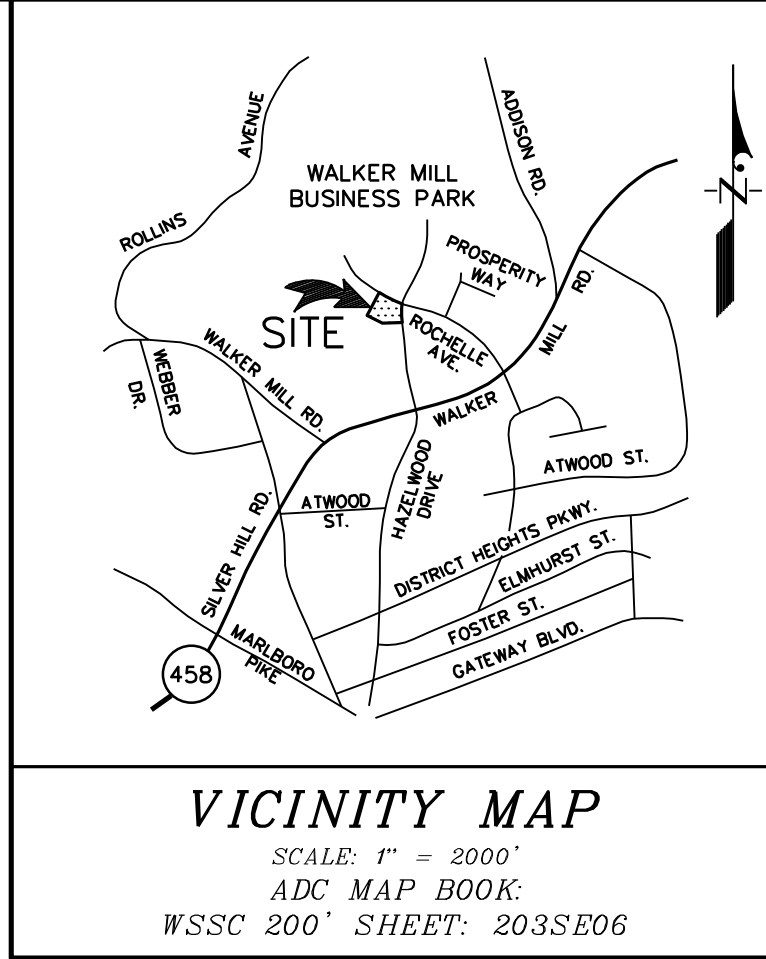 ROLLINS
AVENUE
ADDISON RD.
WALKER MILL
BUSINESS PARK
N
PROSPERITY
WAY
SITE
ROCHELLE
AVE.
MILL RD.
WALKER
WALKER MILL RD.
WEBBER
DR.
ATWOOD ST.
ATWOOD
ST.
HAZELWOOD
DRIVE
SILVER HILL RD.
DISTRICT HEIGHTS PKWY.
ELMHURST ST.
FOSTER ST.
GATEWAY BLVD.
MARLBORO
PIKE
458
VICINITY MAP
SCALE: 1" = 2000'
ADC MAP BOOK:
WSSC 200' SHEET: 203SE06